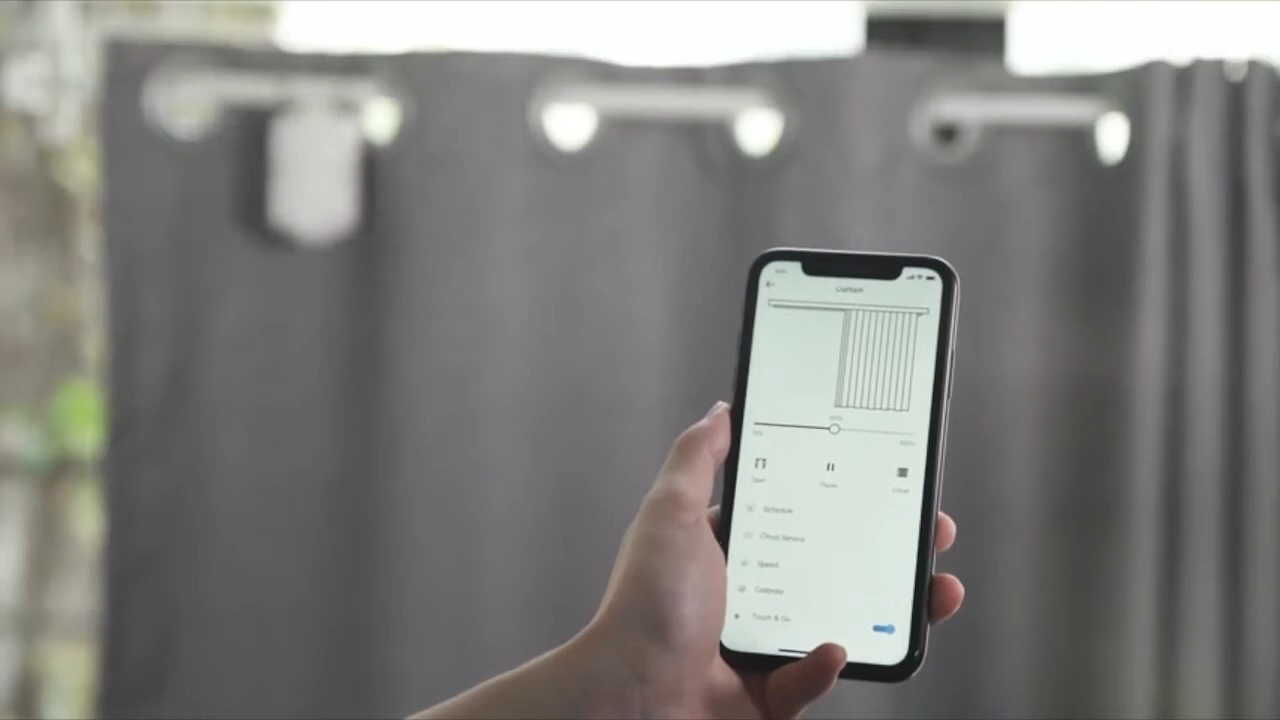 Curtain
Open
Pause
Close
Schedule
Cloud Service
Speed
Calibrate
Touch & Go